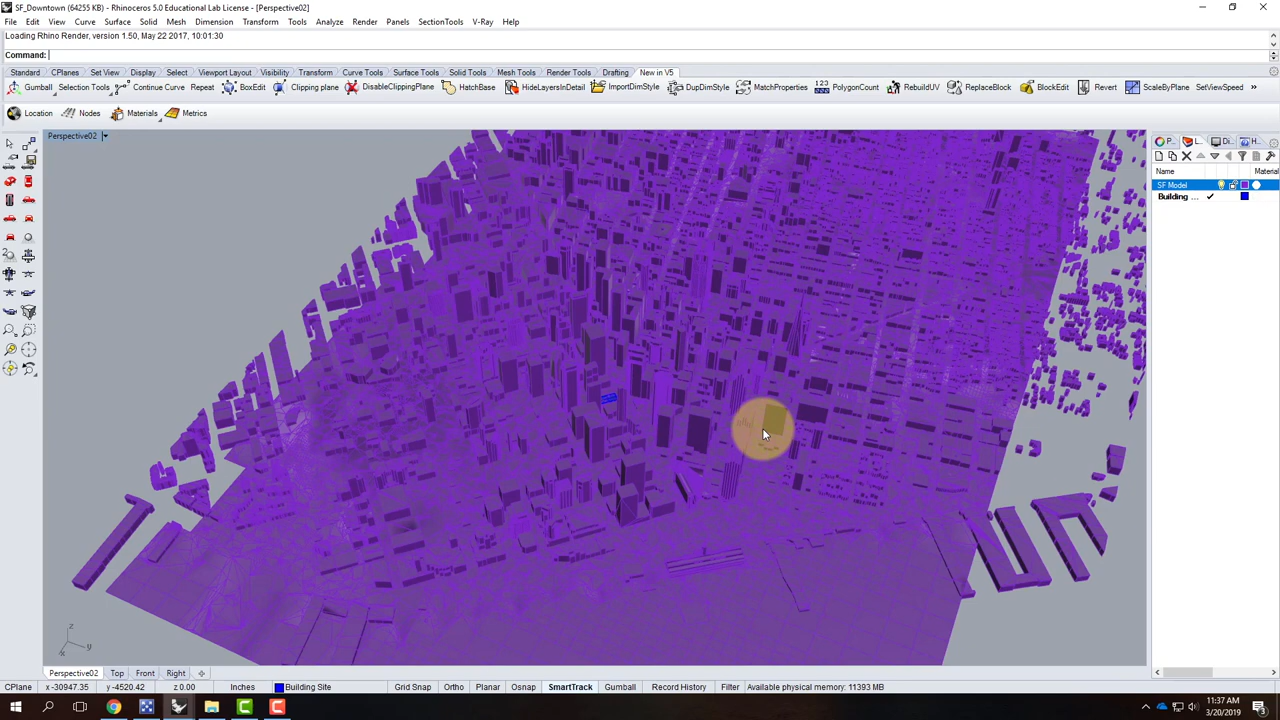 SF_Downtown (64255 KB) - Rhinoceros 5.0 Educational Lab License - [Perspective02]
File Edit View Curve Surface Solid Mesh Dimension Transform Tools Analyze Render Panels SectionTools V-Ray Help
Loading Rhino Render, version 1.50, May 22 2017, 10:01:30
Command:
Standard CPlanes Set View Display Select Viewport Layout Visibility Transform Curve Tools Surface Tools Solid Tools Mesh Tools Render Tools Drafting New in V5
Gumball Selection Tools Continue Curve Repeat BoxEdit Clipping plane DisableClippingPlane HatchBase HideLayersInDetail ImportDimStyle DupDimStyle MatchProperties PolygonCount RebuildUV ReplaceBlock BlockEdit Revert ScaleByPlane SetViewSpeed »
Location Nodes Materials Metrics
Perspective02
P... L... Di... H...
Name Material
SF Model
Building ...
z
x y
Perspective02 Top Front Right
CPlane x -30947.35 y -4520.42 z 0.00 Inches Building Site Grid Snap Ortho Planar Osnap SmartTrack Gumball Record History Filter Available physical memory: 11393 MB
11:37 AM
3/20/2019